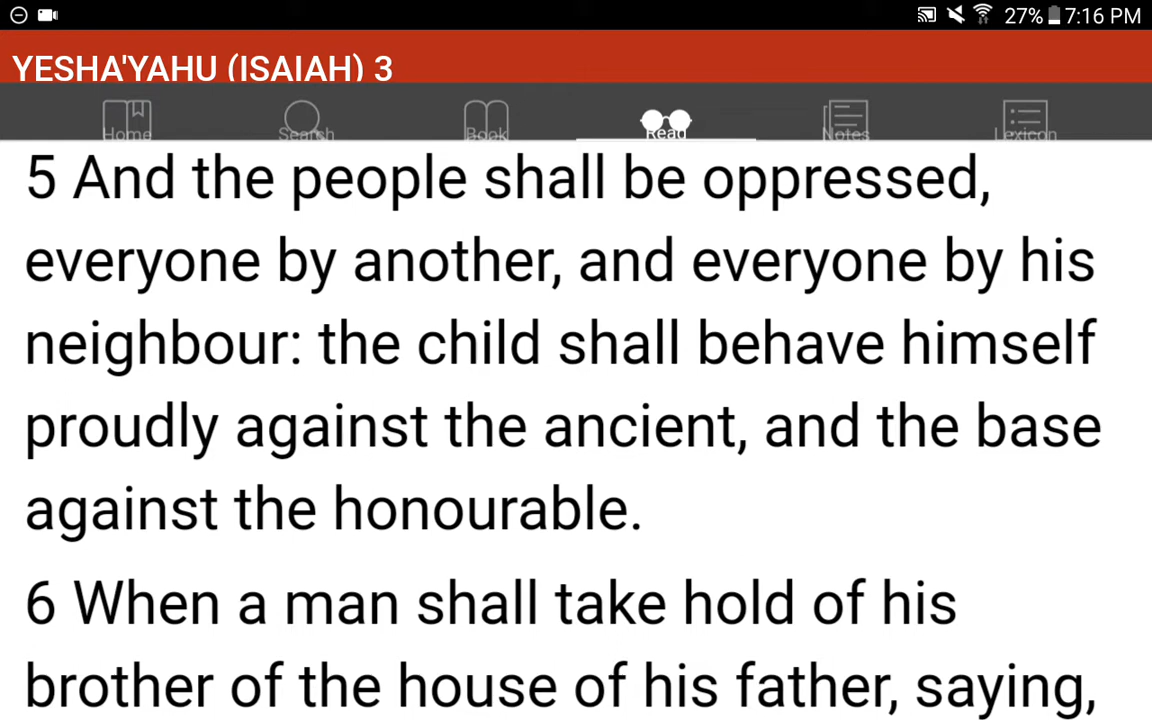 27% 7:16 PM
YESHA'YAHU (ISAIAH) 3
Home Search Book Read Notes Lexicon
5 And the people shall be oppressed,
everyone by another, and everyone by his
neighbour: the child shall behave himself
proudly against the ancient, and the base
against the honourable.
6 When a man shall take hold of his
brother of the house of his father, saying,